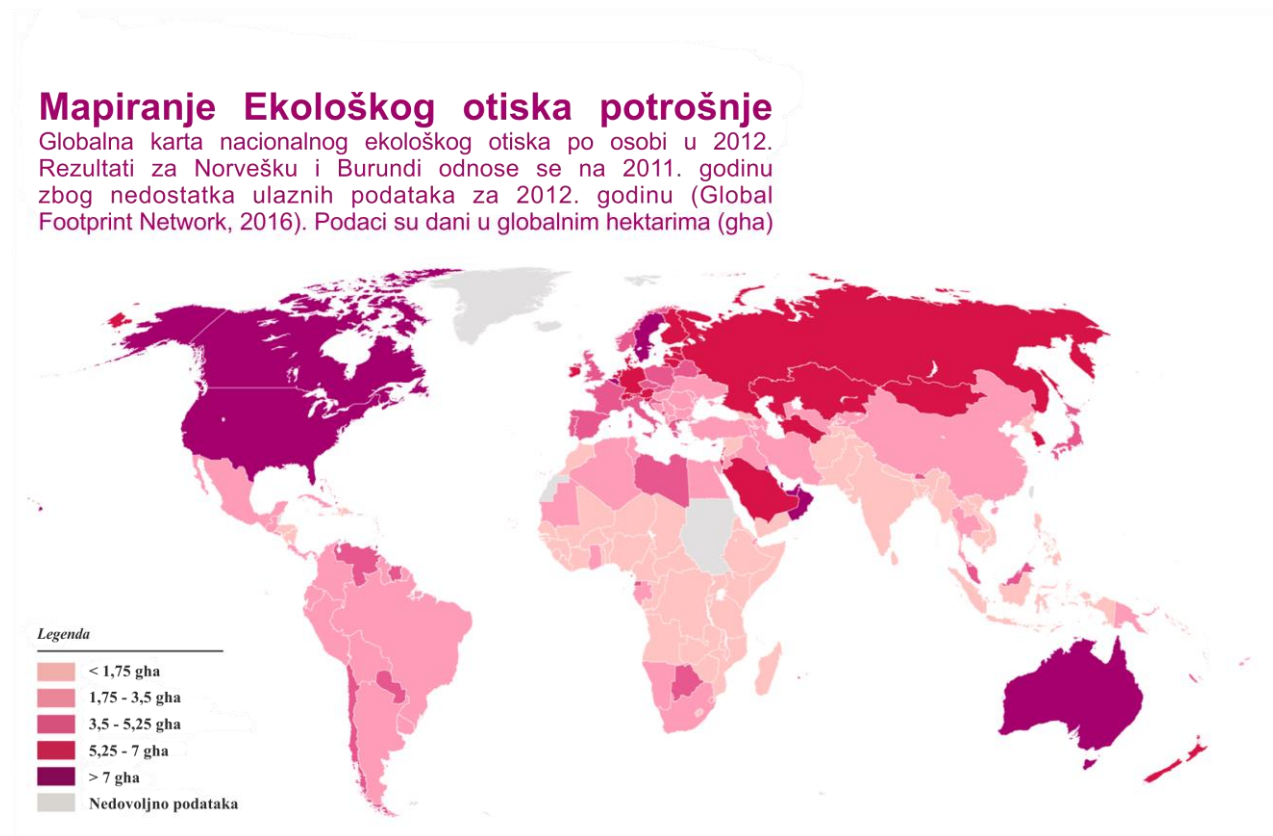 Mapiranje Ekološkog otiska potrošnje
Globalna karta nacionalnog ekološkog otiska po osobi u 2012.
Rezultati za Norvešku i Burundi odnose se na 2011. godinu
zbog nedostatka ulaznih podataka za 2012. godinu (Global
Footprint Network, 2016). Podaci su dani u globalnim hektarima (gha)
Legenda
< 1,75 gha
1,75 - 3,5 gha
3,5 - 5,25 gha
5,25 - 7 gha
> 7 gha
Nedovoljno podataka